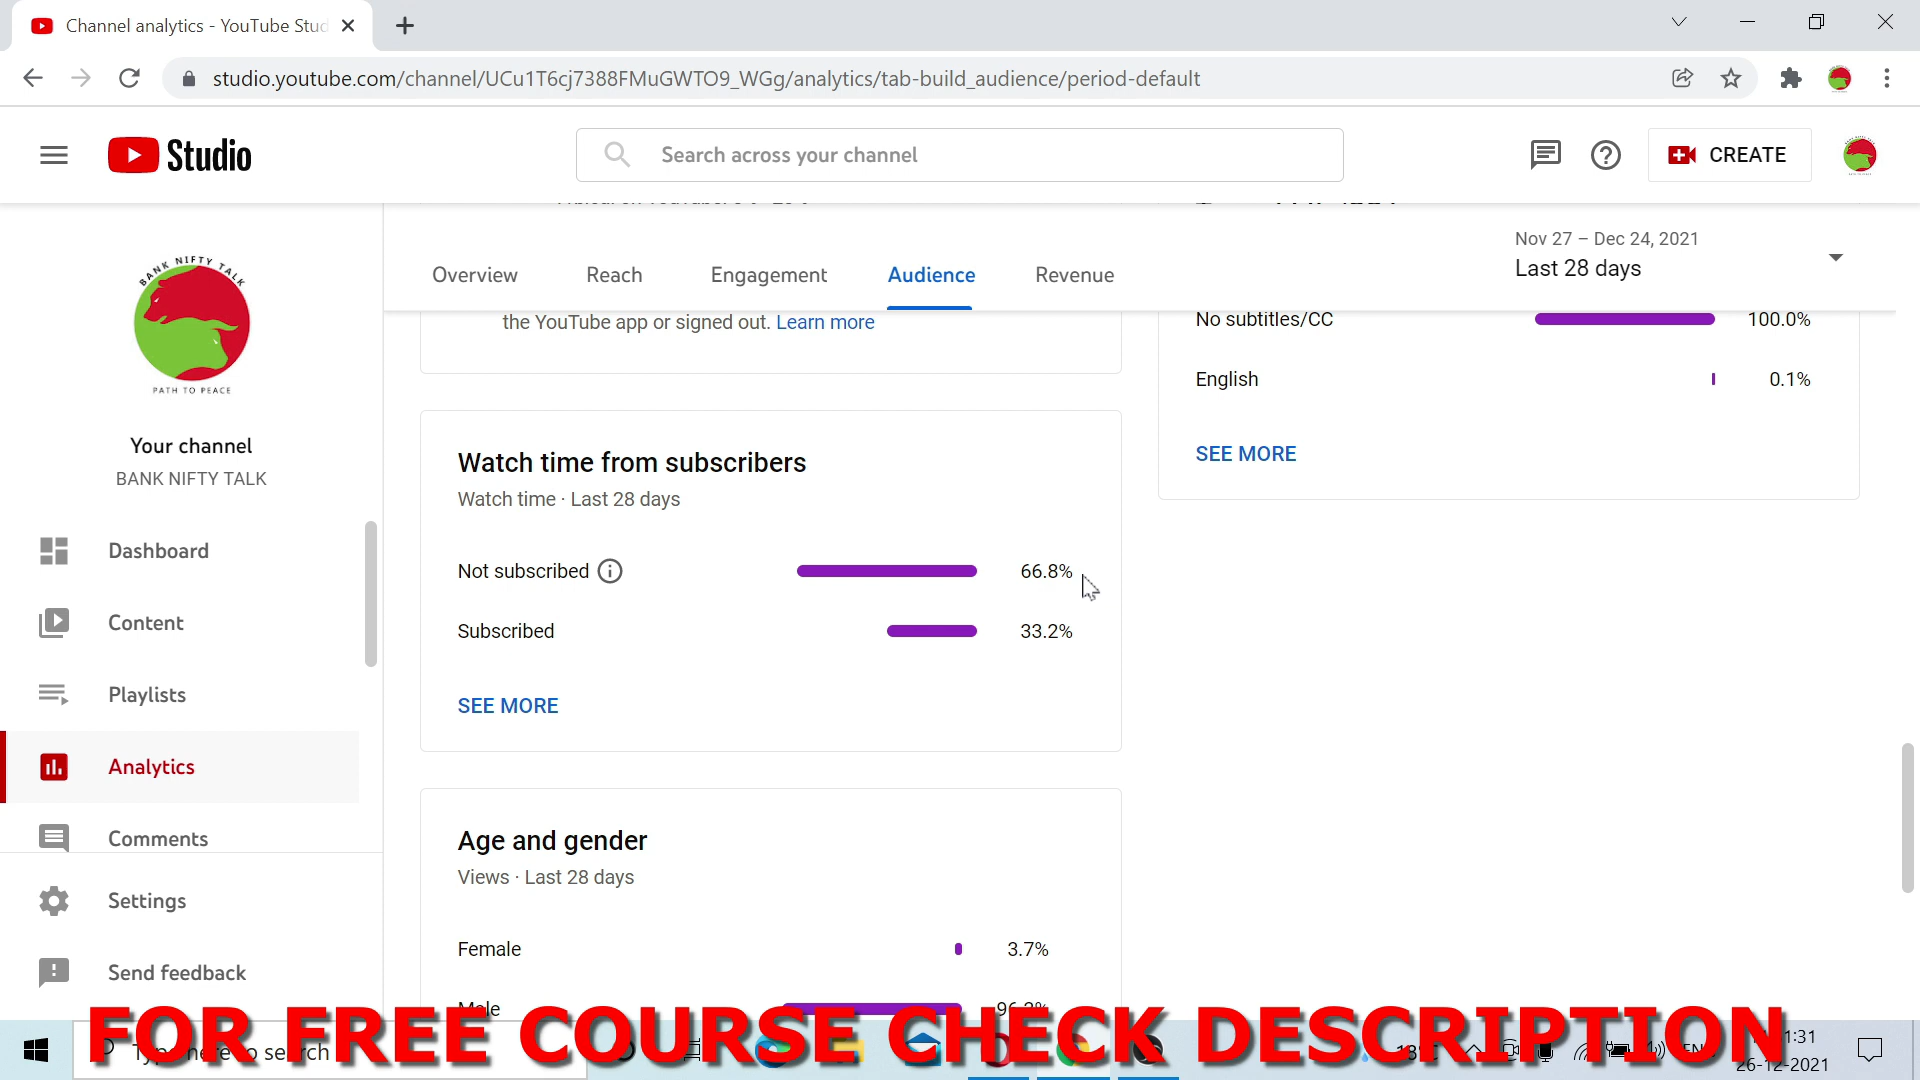 Channel analytics - YouTube Stud
studio.youtube.com/channel/UCu1T6cj7388FMuGWTO9_WGg/analytics/tab-build_audience/period-default
Studio
Search across your channel
CREATE
BANK NIFTY TALK
PATH TO PEACE
Your channel
BANK NIFTY TALK
Dashboard
Content
Playlists
Analytics
Comments
Settings
Send feedback
Overview
Reach
Engagement
Audience
Revenue
Nov 27 – Dec 24, 2021
Last 28 days
the YouTube app or signed out. Learn more
No subtitles/CC 100.0%
English 0.1%
SEE MORE
Watch time from subscribers
Watch time · Last 28 days
Not subscribed 66.8%
Subscribed 33.2%
SEE MORE
Age and gender
Views · Last 28 days
Female 3.7%
Male
FOR FREE COURSE CHECK DESCRIPTION
Type here to search
26-12-2021